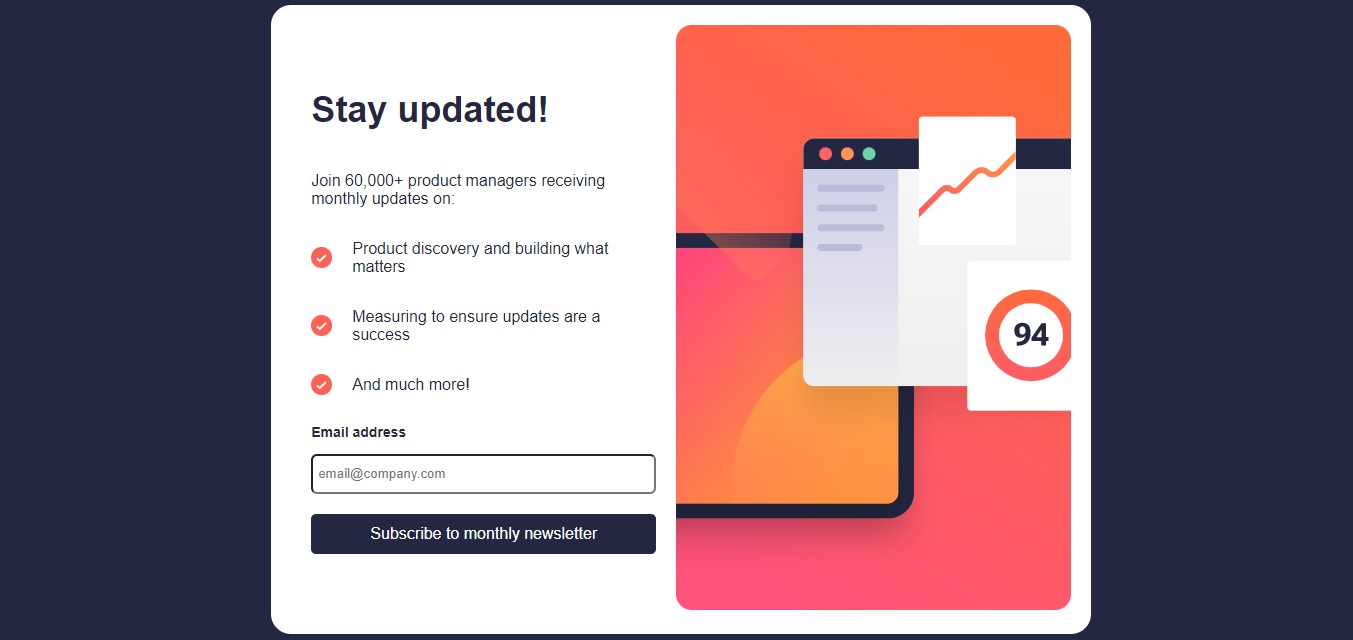 Stay updated!
Join 60,000+ product managers receiving
monthly updates on:
Product discovery and building what
matters
Measuring to ensure updates are a
success
And much more!
Email address
email@company.com
Subscribe to monthly newsletter
94